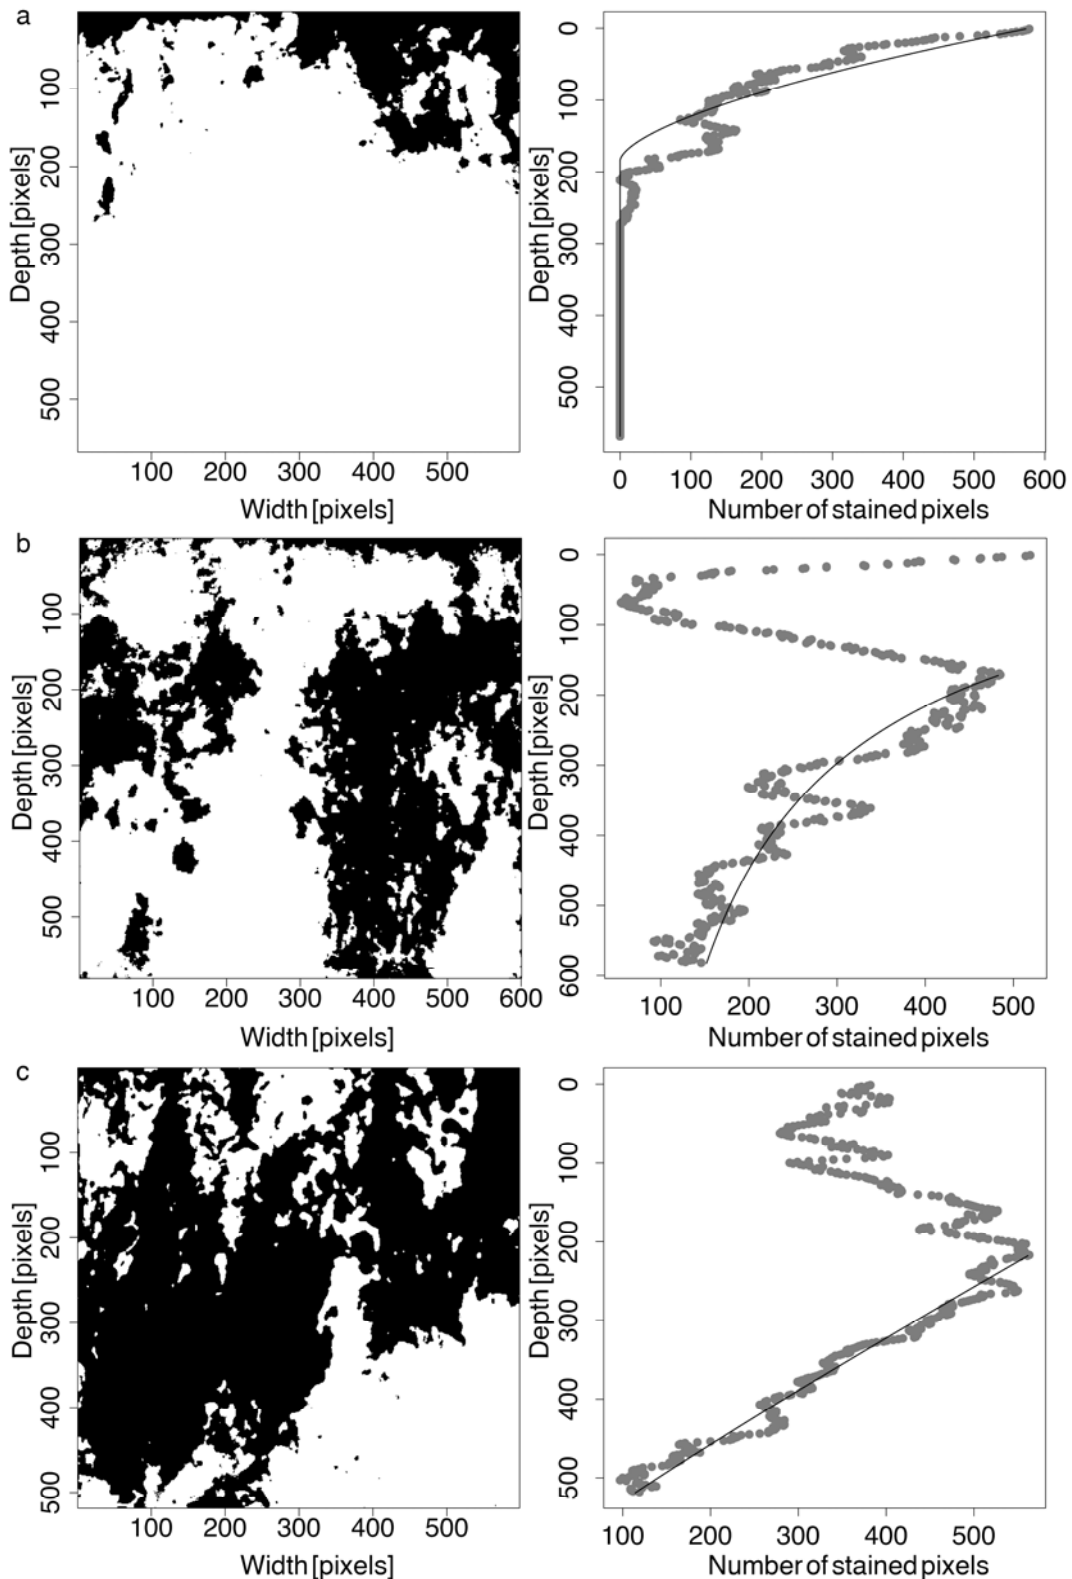 a
100
200
300
400
500
Depth [pixels]
100 200 300 400 500
Width [pixels]
0
100
200
300
400
500
Depth [pixels]
0 100 200 300 400 500 600
Number of stained pixels
b
100
200
300
400
500
Depth [pixels]
100 200 300 400 500 600
Width [pixels]
0
100
200
300
400
500
600
Depth [pixels]
100 200 300 400 500
Number of stained pixels
c
100
200
300
400
500
Depth [pixels]
100 200 300 400 500
Width [pixels]
0
100
200
300
400
500
Depth [pixels]
100 200 300 400 500
Number of stained pixels